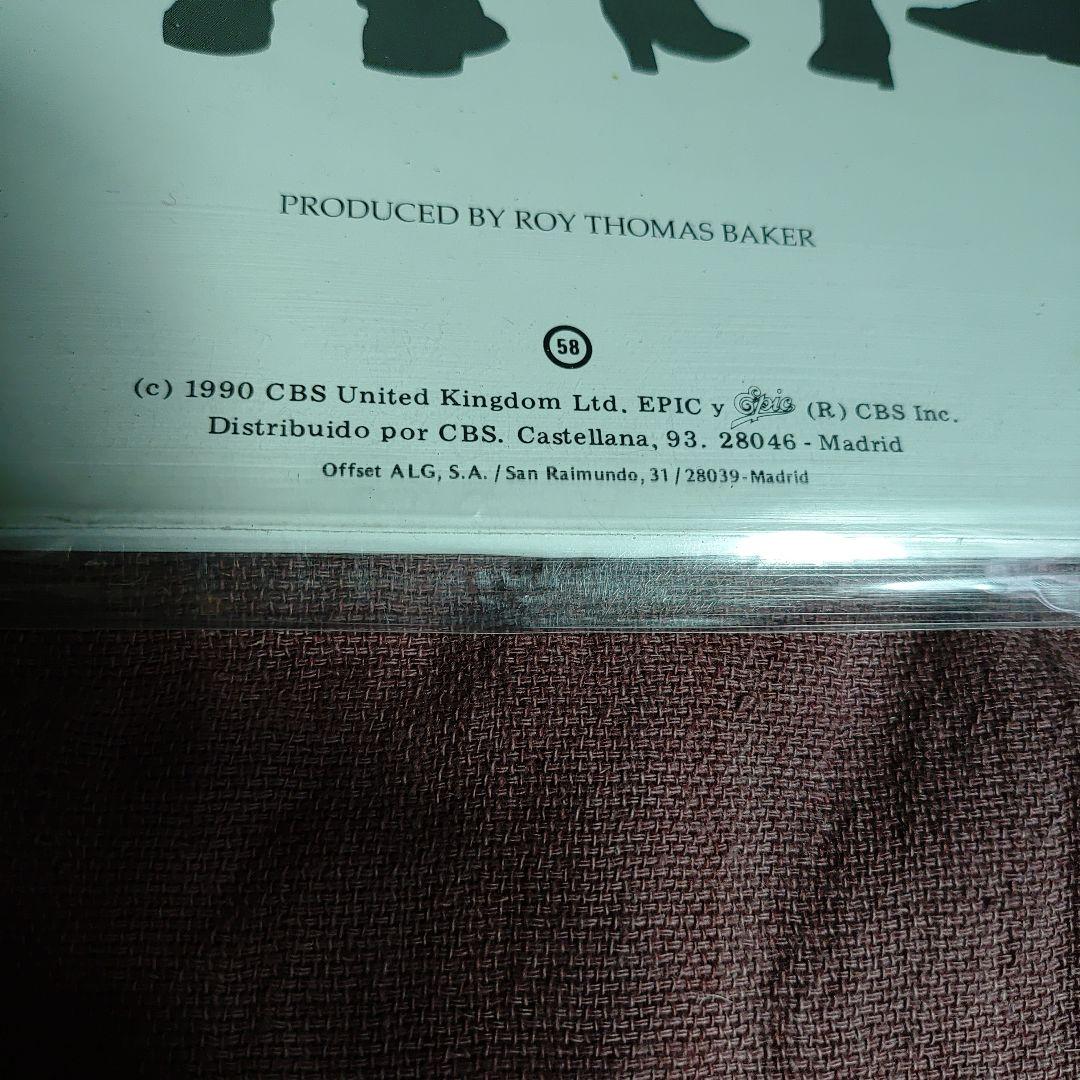 PRODUCED BY ROY THOMAS BAKER
58
(c) 1990 CBS United Kingdom Ltd. EPIC y Epic (R) CBS Inc.
Distribuido por CBS. Castellana, 93. 28046 - Madrid
Offset ALG, S.A. / San Raimundo, 31 / 28039-Madrid